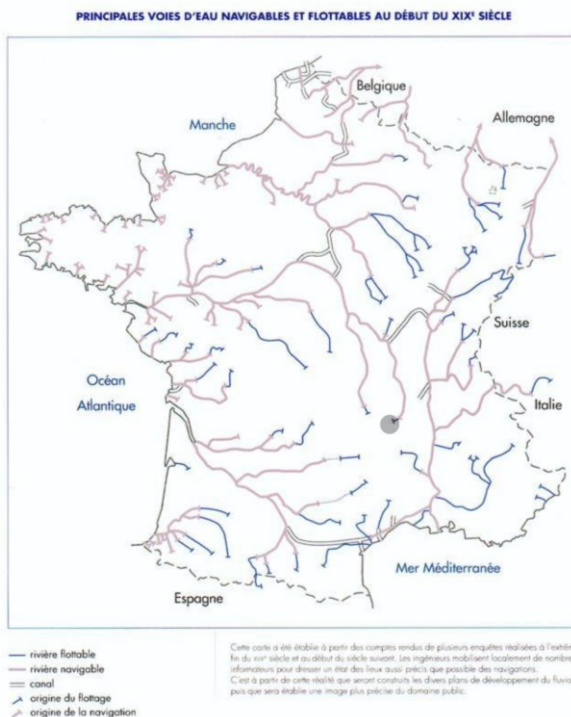 PRINCIPALES VOIES D'EAU NAVIGABLES ET FLOTTABLES AU DÉBUT DU XIXᵉ SIÈCLE
Belgique
Manche
Allemagne
Suisse
Océan
Atlantique
Italie
Mer Méditerranée
Espagne
rivière flottable
rivière navigable
canal
origine du flottage
origine de la navigation
Cette carte a été établie à partir des comptes rendus de plusieurs enquêtes réalisées à l'extrêm
fin du siècle et au début du siècle suivant. Les ingénieurs mobilisent localement de nombre
informateurs pour dresser un état des lieux aussi précis que possible des navigations.
C'est à partir de cette réalité que seront construits les divers plans de développement du fluvia
puis que sera établie une image plus précise du domaine public.